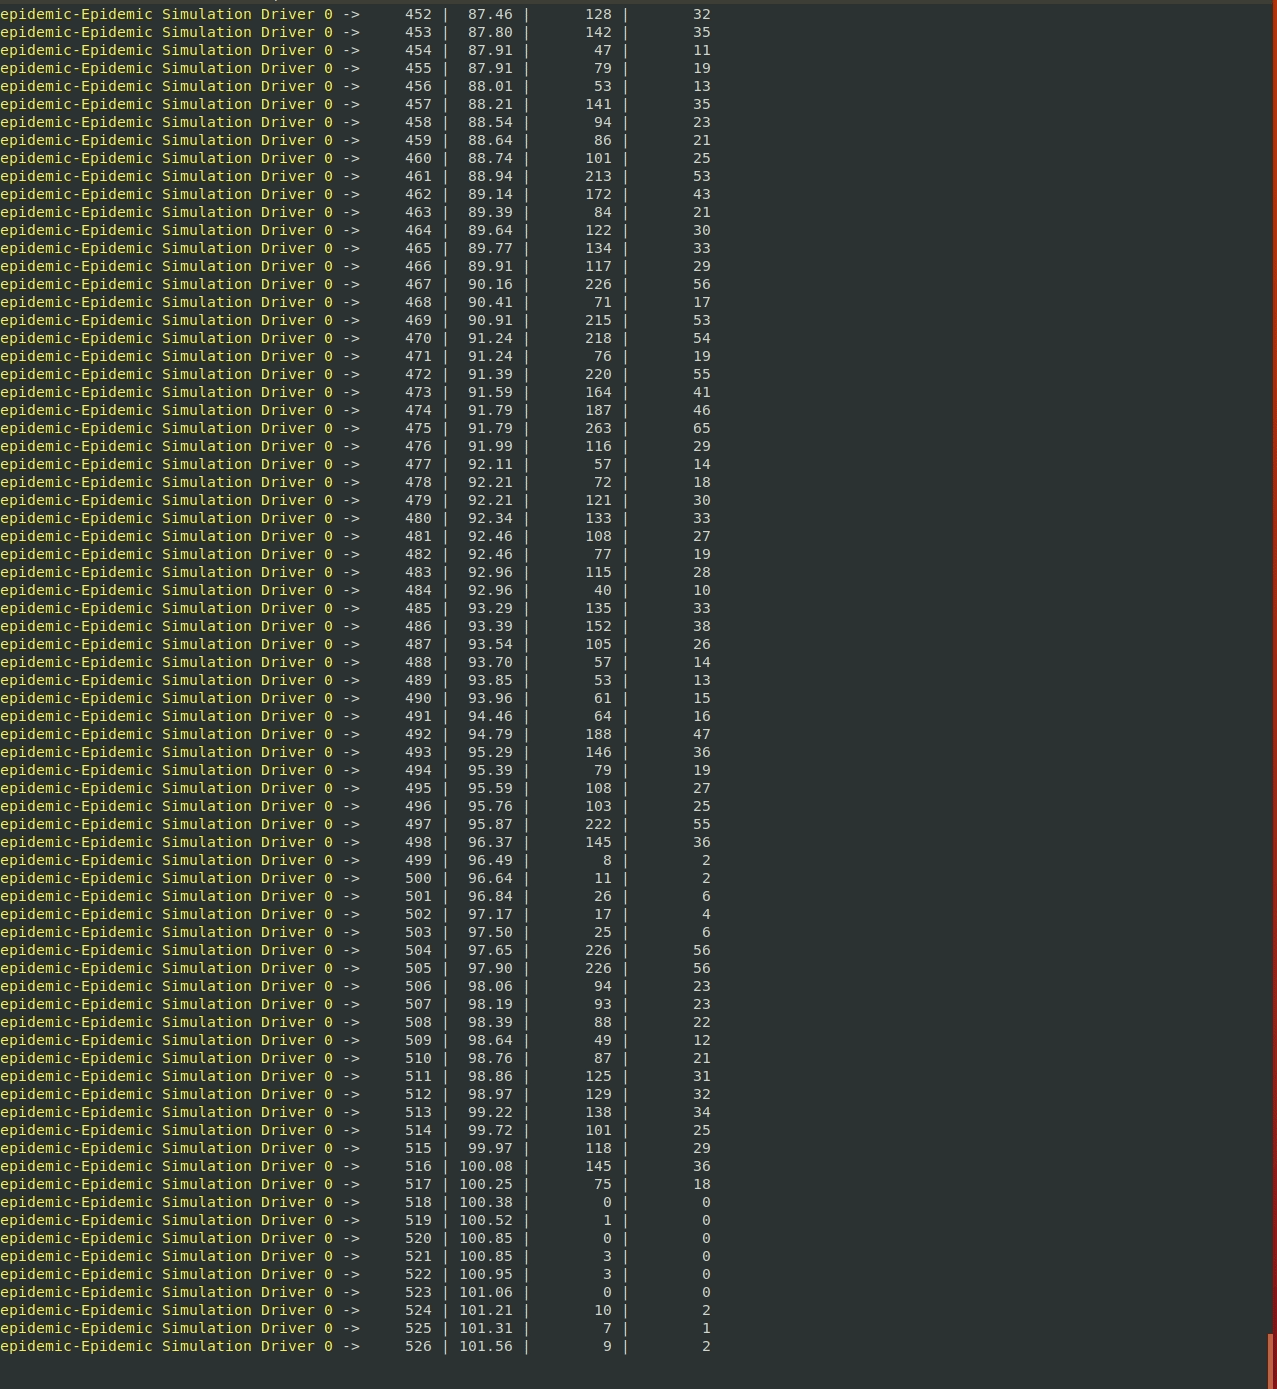 epidemic-Epidemic Simulation Driver 0 -> 452 | 87.46 | 128 | 32
epidemic-Epidemic Simulation Driver 0 -> 453 | 87.80 | 142 | 35
epidemic-Epidemic Simulation Driver 0 -> 454 | 87.91 | 47 | 11
epidemic-Epidemic Simulation Driver 0 -> 455 | 87.91 | 79 | 19
epidemic-Epidemic Simulation Driver 0 -> 456 | 88.01 | 53 | 13
epidemic-Epidemic Simulation Driver 0 -> 457 | 88.21 | 141 | 35
epidemic-Epidemic Simulation Driver 0 -> 458 | 88.54 | 94 | 23
epidemic-Epidemic Simulation Driver 0 -> 459 | 88.64 | 86 | 21
epidemic-Epidemic Simulation Driver 0 -> 460 | 88.74 | 101 | 25
epidemic-Epidemic Simulation Driver 0 -> 461 | 88.94 | 213 | 53
epidemic-Epidemic Simulation Driver 0 -> 462 | 89.14 | 172 | 43
epidemic-Epidemic Simulation Driver 0 -> 463 | 89.39 | 84 | 21
epidemic-Epidemic Simulation Driver 0 -> 464 | 89.64 | 122 | 30
epidemic-Epidemic Simulation Driver 0 -> 465 | 89.77 | 134 | 33
epidemic-Epidemic Simulation Driver 0 -> 466 | 89.91 | 117 | 29
epidemic-Epidemic Simulation Driver 0 -> 467 | 90.16 | 226 | 56
epidemic-Epidemic Simulation Driver 0 -> 468 | 90.41 | 71 | 17
epidemic-Epidemic Simulation Driver 0 -> 469 | 90.91 | 215 | 53
epidemic-Epidemic Simulation Driver 0 -> 470 | 91.24 | 218 | 54
epidemic-Epidemic Simulation Driver 0 -> 471 | 91.24 | 76 | 19
epidemic-Epidemic Simulation Driver 0 -> 472 | 91.39 | 220 | 55
epidemic-Epidemic Simulation Driver 0 -> 473 | 91.59 | 164 | 41
epidemic-Epidemic Simulation Driver 0 -> 474 | 91.79 | 187 | 46
epidemic-Epidemic Simulation Driver 0 -> 475 | 91.79 | 263 | 65
epidemic-Epidemic Simulation Driver 0 -> 476 | 91.99 | 116 | 29
epidemic-Epidemic Simulation Driver 0 -> 477 | 92.11 | 57 | 14
epidemic-Epidemic Simulation Driver 0 -> 478 | 92.21 | 72 | 18
epidemic-Epidemic Simulation Driver 0 -> 479 | 92.21 | 121 | 30
epidemic-Epidemic Simulation Driver 0 -> 480 | 92.34 | 133 | 33
epidemic-Epidemic Simulation Driver 0 -> 481 | 92.46 | 108 | 27
epidemic-Epidemic Simulation Driver 0 -> 482 | 92.46 | 77 | 19
epidemic-Epidemic Simulation Driver 0 -> 483 | 92.96 | 115 | 28
epidemic-Epidemic Simulation Driver 0 -> 484 | 92.96 | 40 | 10
epidemic-Epidemic Simulation Driver 0 -> 485 | 93.29 | 135 | 33
epidemic-Epidemic Simulation Driver 0 -> 486 | 93.39 | 152 | 38
epidemic-Epidemic Simulation Driver 0 -> 487 | 93.54 | 105 | 26
epidemic-Epidemic Simulation Driver 0 -> 488 | 93.70 | 57 | 14
epidemic-Epidemic Simulation Driver 0 -> 489 | 93.85 | 53 | 13
epidemic-Epidemic Simulation Driver 0 -> 490 | 93.96 | 61 | 15
epidemic-Epidemic Simulation Driver 0 -> 491 | 94.46 | 64 | 16
epidemic-Epidemic Simulation Driver 0 -> 492 | 94.79 | 188 | 47
epidemic-Epidemic Simulation Driver 0 -> 493 | 95.29 | 146 | 36
epidemic-Epidemic Simulation Driver 0 -> 494 | 95.39 | 79 | 19
epidemic-Epidemic Simulation Driver 0 -> 495 | 95.59 | 108 | 27
epidemic-Epidemic Simulation Driver 0 -> 496 | 95.76 | 103 | 25
epidemic-Epidemic Simulation Driver 0 -> 497 | 95.87 | 222 | 55
epidemic-Epidemic Simulation Driver 0 -> 498 | 96.37 | 145 | 36
epidemic-Epidemic Simulation Driver 0 -> 499 | 96.49 | 8 | 2
epidemic-Epidemic Simulation Driver 0 -> 500 | 96.64 | 11 | 2
epidemic-Epidemic Simulation Driver 0 -> 501 | 96.84 | 26 | 6
epidemic-Epidemic Simulation Driver 0 -> 502 | 97.17 | 17 | 4
epidemic-Epidemic Simulation Driver 0 -> 503 | 97.50 | 25 | 6
epidemic-Epidemic Simulation Driver 0 -> 504 | 97.65 | 226 | 56
epidemic-Epidemic Simulation Driver 0 -> 505 | 97.90 | 226 | 56
epidemic-Epidemic Simulation Driver 0 -> 506 | 98.06 | 94 | 23
epidemic-Epidemic Simulation Driver 0 -> 507 | 98.19 | 93 | 23
epidemic-Epidemic Simulation Driver 0 -> 508 | 98.39 | 88 | 22
epidemic-Epidemic Simulation Driver 0 -> 509 | 98.64 | 49 | 12
epidemic-Epidemic Simulation Driver 0 -> 510 | 98.76 | 87 | 21
epidemic-Epidemic Simulation Driver 0 -> 511 | 98.86 | 125 | 31
epidemic-Epidemic Simulation Driver 0 -> 512 | 98.97 | 129 | 32
epidemic-Epidemic Simulation Driver 0 -> 513 | 99.22 | 138 | 34
epidemic-Epidemic Simulation Driver 0 -> 514 | 99.72 | 101 | 25
epidemic-Epidemic Simulation Driver 0 -> 515 | 99.97 | 118 | 29
epidemic-Epidemic Simulation Driver 0 -> 516 | 100.08 | 145 | 36
epidemic-Epidemic Simulation Driver 0 -> 517 | 100.25 | 75 | 18
epidemic-Epidemic Simulation Driver 0 -> 518 | 100.38 | 0 | 0
epidemic-Epidemic Simulation Driver 0 -> 519 | 100.52 | 1 | 0
epidemic-Epidemic Simulation Driver 0 -> 520 | 100.85 | 0 | 0
epidemic-Epidemic Simulation Driver 0 -> 521 | 100.85 | 3 | 0
epidemic-Epidemic Simulation Driver 0 -> 522 | 100.95 | 3 | 0
epidemic-Epidemic Simulation Driver 0 -> 523 | 101.06 | 0 | 0
epidemic-Epidemic Simulation Driver 0 -> 524 | 101.21 | 10 | 2
epidemic-Epidemic Simulation Driver 0 -> 525 | 101.31 | 7 | 1
epidemic-Epidemic Simulation Driver 0 -> 526 | 101.56 | 9 | 2